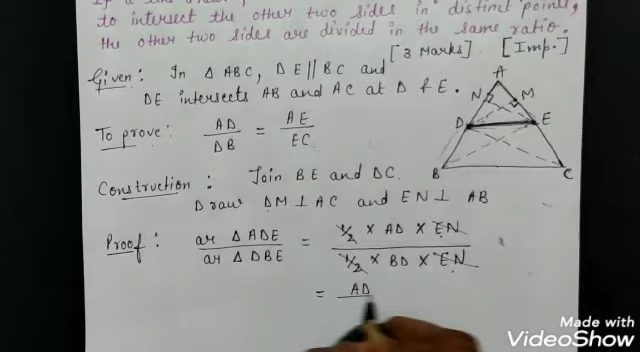 to intersect the other two sides in distinct points,
the other two sides are divided in the same ratio.
[3 Marks] [Imp.]
Given: In Δ ABC, DE || BC and
DE intersects AB and AC at D & E.
To prove: AD/DB = AE/EC
Construction: Join BE and DC.
Draw DM ⊥ AC and EN ⊥ AB
Proof: ar Δ ADE / ar Δ DBE = 1/2 × AD × EN / 1/2 × BD × EN
= AD
A
N M
D E
B C
Made with
VideoShow